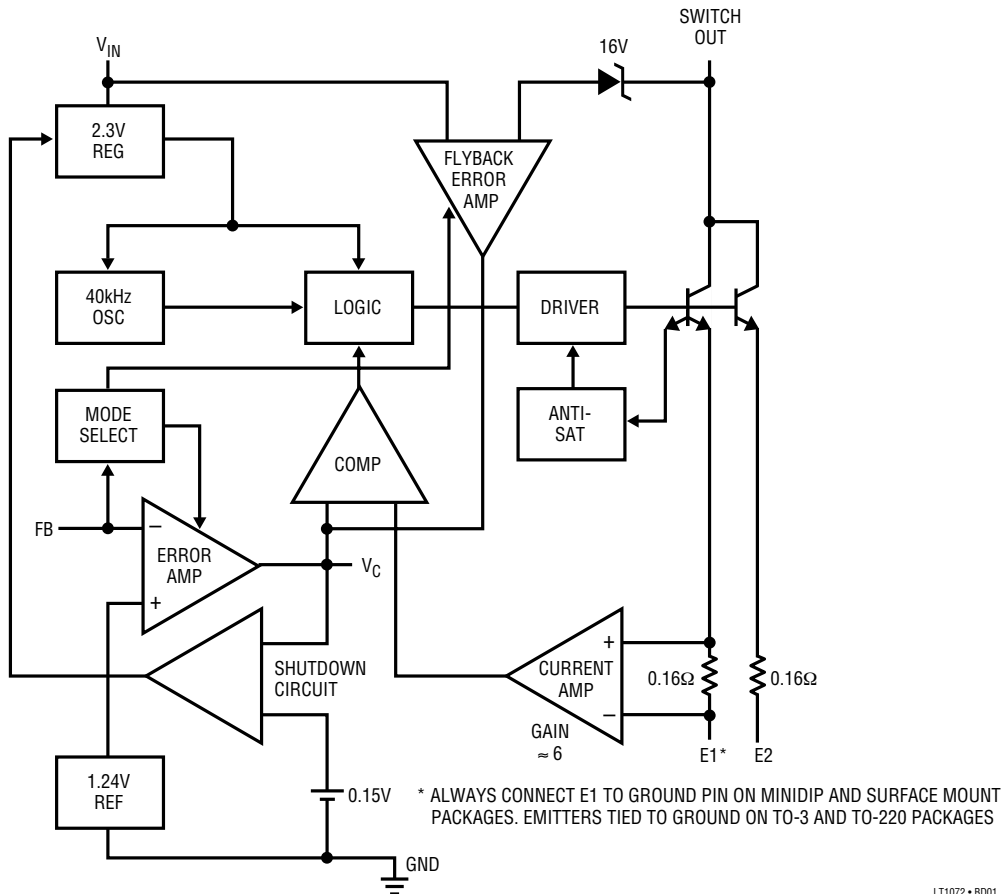 SWITCH
OUT
16V
VIN
2.3V
REG
FLYBACK
ERROR
AMP
40kHz
OSC
LOGIC
DRIVER
MODE
SELECT
ANTI-
SAT
COMP
FB
−
ERROR
AMP
+
VC
SHUTDOWN
CIRCUIT
+
CURRENT
AMP
−
GAIN
≈ 6
0.16Ω
0.16Ω
E1*
E2
1.24V
REF
0.15V
* ALWAYS CONNECT E1 TO GROUND PIN ON MINIDIP AND SURFACE MOUNT
PACKAGES. EMITTERS TIED TO GROUND ON TO-3 AND TO-220 PACKAGES
GND
LT1072 • BD01